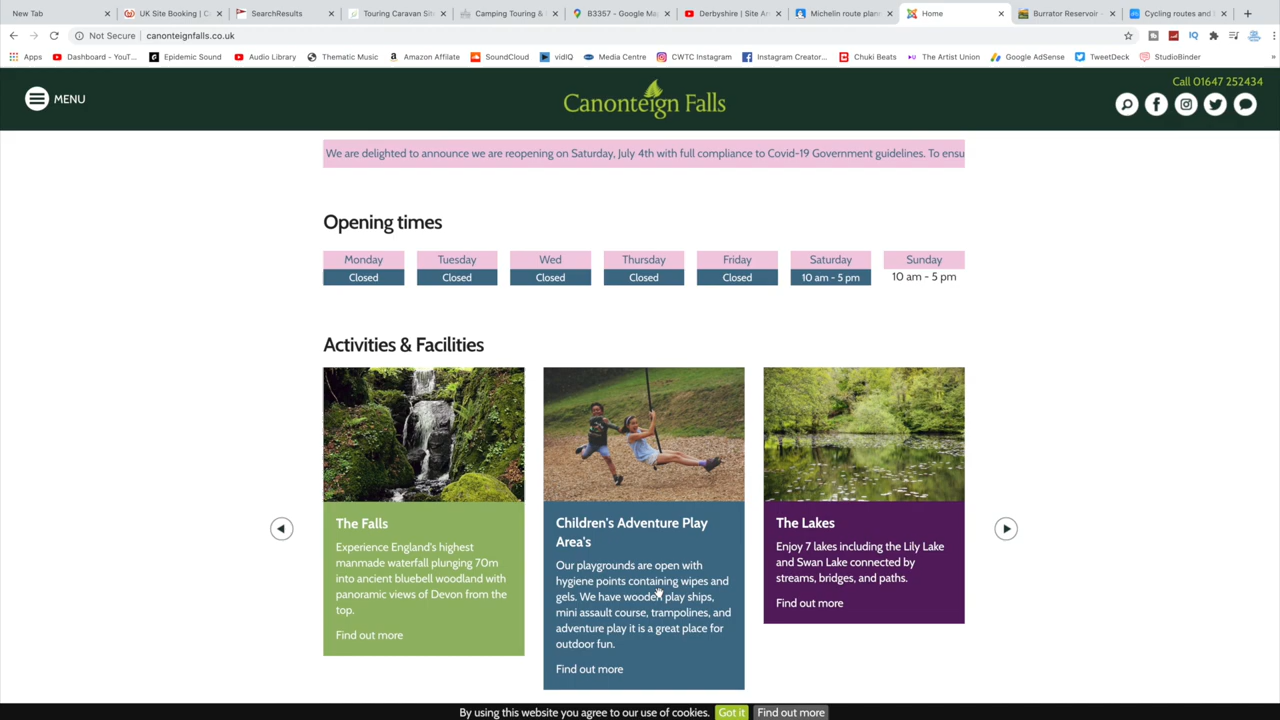 New Tab
UK Site Booking | C
SearchResults
Touring Caravan Sit
Camping Touring &
B3357 - Google Ma
Derbyshire | Site Ar
Michelin route plan
Home
Burrator Reservoir -
Cycling routes and
Not Secure | canonteignfalls.co.uk
Apps
Dashboard - YouT...
Epidemic Sound
Audio Library
Thematic Music
Amazon Affilate
SoundCloud
vidIQ
Media Centre
CWTC Instagram
Instagram Creator...
Chuki Beats
The Artist Union
Google AdSense
TweetDeck
StudioBinder
MENU
Canonteign Falls
Call 01647 252434
We are delighted to announce we are reopening on Saturday, July 4th with full compliance to Covid-19 Government guidelines. To ensu
Opening times
Monday Tuesday Wed Thursday Friday Saturday Sunday
Closed Closed Closed Closed Closed 10 am - 5 pm 10 am - 5 pm
Activities & Facilities
The Falls
Experience England's highest
manmade waterfall plunging 70m
into ancient bluebell woodland with
panoramic views of Devon from the
top.
Find out more
Children's Adventure Play
Area's
Our playgrounds are open with
hygiene points containing wipes and
gels. We have wooden play ships,
mini assault course, trampolines, and
adventure play it is a great place for
outdoor fun.
Find out more
The Lakes
Enjoy 7 lakes including the Lily Lake
and Swan Lake connected by
streams, bridges, and paths.
Find out more
By using this website you agree to our use of cookies. Got it Find out more